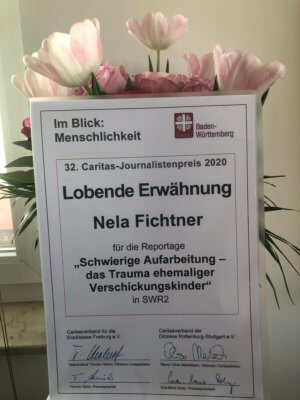 Im Blick:
Menschlichkeit
Baden-
Württemberg
32. Caritas-Journalistenpreis 2020
Lobende Erwähnung
Nela Fichtner
für die Reportage
„Schwierige Aufarbeitung –
das Trauma ehemaliger
Verschickungskinder“
in SWR2
Caritasverband für die
Erzdiözese Freiburg e.V.
Caritasverband der
Diözese Rottenburg-Stuttgart e.V.